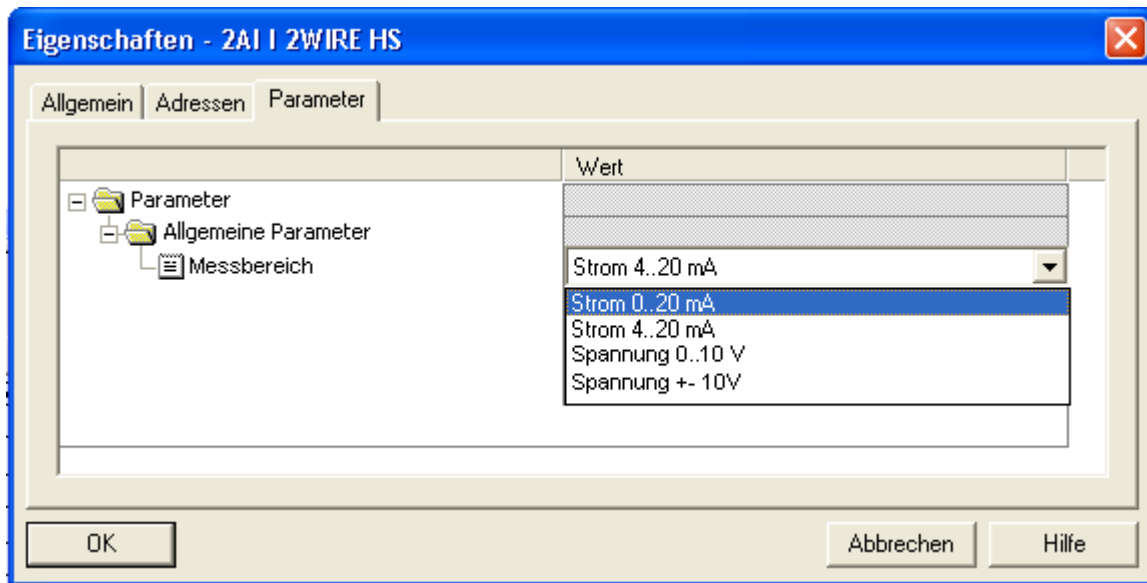 Eigenschaften - 2AI I 2WIRE HS
Allgemein Adressen Parameter
Wert
Parameter
Allgemeine Parameter
Messbereich Strom 4..20 mA
Strom 0..20 mA
Strom 4..20 mA
Spannung 0..10 V
Spannung +- 10V
OK Abbrechen Hilfe